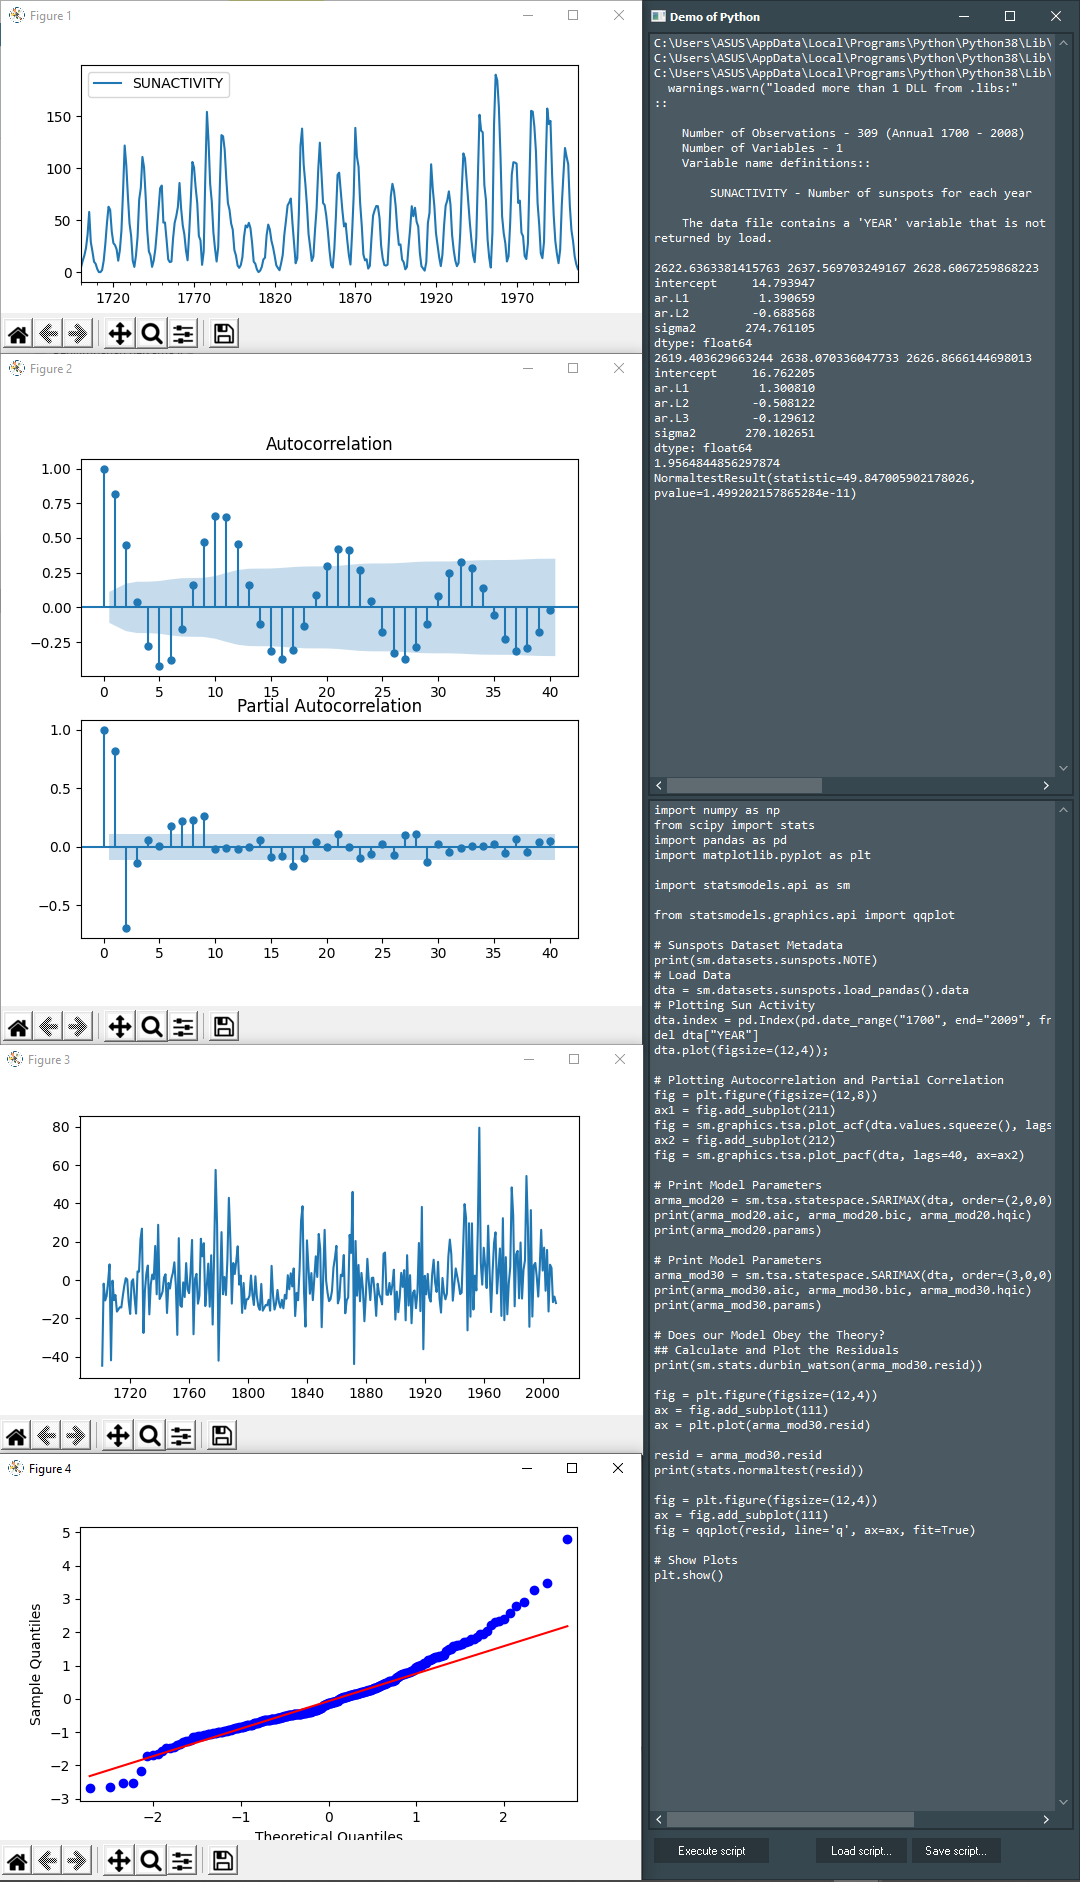 Figure 1
SUNACTIVITY
150
100
50
0
1720
1770
1820
1870
1920
1970
Figure 2
Autocorrelation
1.00
0.75
0.50
0.25
0.00
−0.25
0
5
10
15
20
25
30
35
40
Partial Autocorrelation
1.0
0.5
0.0
−0.5
0
5
10
15
20
25
30
35
40
Figure 3
80
60
40
20
0
−20
−40
1720
1760
1800
1840
1880
1920
1960
2000
Figure 4
5
4
3
2
1
0
−1
−2
−3
Sample Quantiles
−2
−1
0
1
2
Theoretical Quantiles
Demo of Python
C:\Users\ASUS\AppData\Local\Programs\Python\Python38\Lib\
C:\Users\ASUS\AppData\Local\Programs\Python\Python38\Lib\
C:\Users\ASUS\AppData\Local\Programs\Python\Python38\Lib\
warnings.warn("loaded more than 1 DLL from .libs:"
::
Number of Observations - 309 (Annual 1700 - 2008)
Number of Variables - 1
Variable name definitions::
SUNACTIVITY - Number of sunspots for each year
The data file contains a 'YEAR' variable that is not
returned by load.
2622.6363381415763 2637.569703249167 2628.6067259868223
intercept 14.793947
ar.L1 1.390659
ar.L2 -0.688568
sigma2 274.761105
dtype: float64
2619.403629663244 2638.070336047733 2626.8666144698013
intercept 16.762205
ar.L1 1.300810
ar.L2 -0.508122
ar.L3 -0.129612
sigma2 270.102651
dtype: float64
1.9564844856297874
NormaltestResult(statistic=49.847005902178026,
pvalue=1.499202157865284e-11)
import numpy as np
from scipy import stats
import pandas as pd
import matplotlib.pyplot as plt
import statsmodels.api as sm
from statsmodels.graphics.api import qqplot
# Sunspots Dataset Metadata
print(sm.datasets.sunspots.NOTE)
# Load Data
dta = sm.datasets.sunspots.load_pandas().data
# Plotting Sun Activity
dta.index = pd.Index(pd.date_range("1700", end="2009", fr
del dta["YEAR"]
dta.plot(figsize=(12,4));
# Plotting Autocorrelation and Partial Correlation
fig = plt.figure(figsize=(12,8))
ax1 = fig.add_subplot(211)
fig = sm.graphics.tsa.plot_acf(dta.values.squeeze(), lags
ax2 = fig.add_subplot(212)
fig = sm.graphics.tsa.plot_pacf(dta, lags=40, ax=ax2)
# Print Model Parameters
arma_mod20 = sm.tsa.statespace.SARIMAX(dta, order=(2,0,0)
print(arma_mod20.aic, arma_mod20.bic, arma_mod20.hqic)
print(arma_mod20.params)
# Print Model Parameters
arma_mod30 = sm.tsa.statespace.SARIMAX(dta, order=(3,0,0)
print(arma_mod30.aic, arma_mod30.bic, arma_mod30.hqic)
print(arma_mod30.params)
# Does our Model Obey the Theory?
## Calculate and Plot the Residuals
print(sm.stats.durbin_watson(arma_mod30.resid))
fig = plt.figure(figsize=(12,4))
ax = fig.add_subplot(111)
ax = plt.plot(arma_mod30.resid)
resid = arma_mod30.resid
print(stats.normaltest(resid))
fig = plt.figure(figsize=(12,4))
ax = fig.add_subplot(111)
fig = qqplot(resid, line='q', ax=ax, fit=True)
# Show Plots
plt.show()
Execute script
Load script...
Save script...